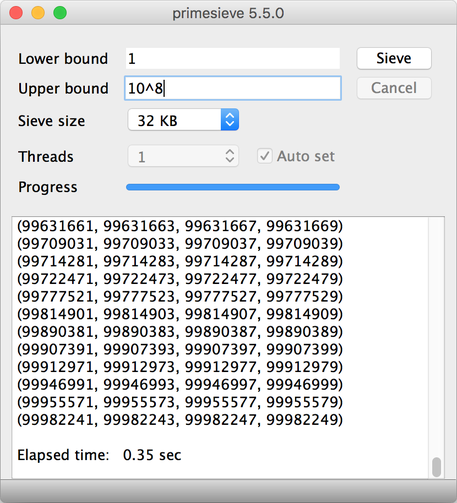 primesieve 5.5.0
Lower bound 1 Sieve
Upper bound 10^8 Cancel
Sieve size 32 KB
Threads 1 Auto set
Progress
(99631661, 99631663, 99631667, 99631669)
(99709031, 99709033, 99709037, 99709039)
(99714281, 99714283, 99714287, 99714289)
(99722471, 99722473, 99722477, 99722479)
(99777521, 99777523, 99777527, 99777529)
(99814901, 99814903, 99814907, 99814909)
(99890381, 99890383, 99890387, 99890389)
(99907391, 99907393, 99907397, 99907399)
(99912971, 99912973, 99912977, 99912979)
(99946991, 99946993, 99946997, 99946999)
(99955571, 99955573, 99955577, 99955579)
(99982241, 99982243, 99982247, 99982249)
Elapsed time: 0.35 sec